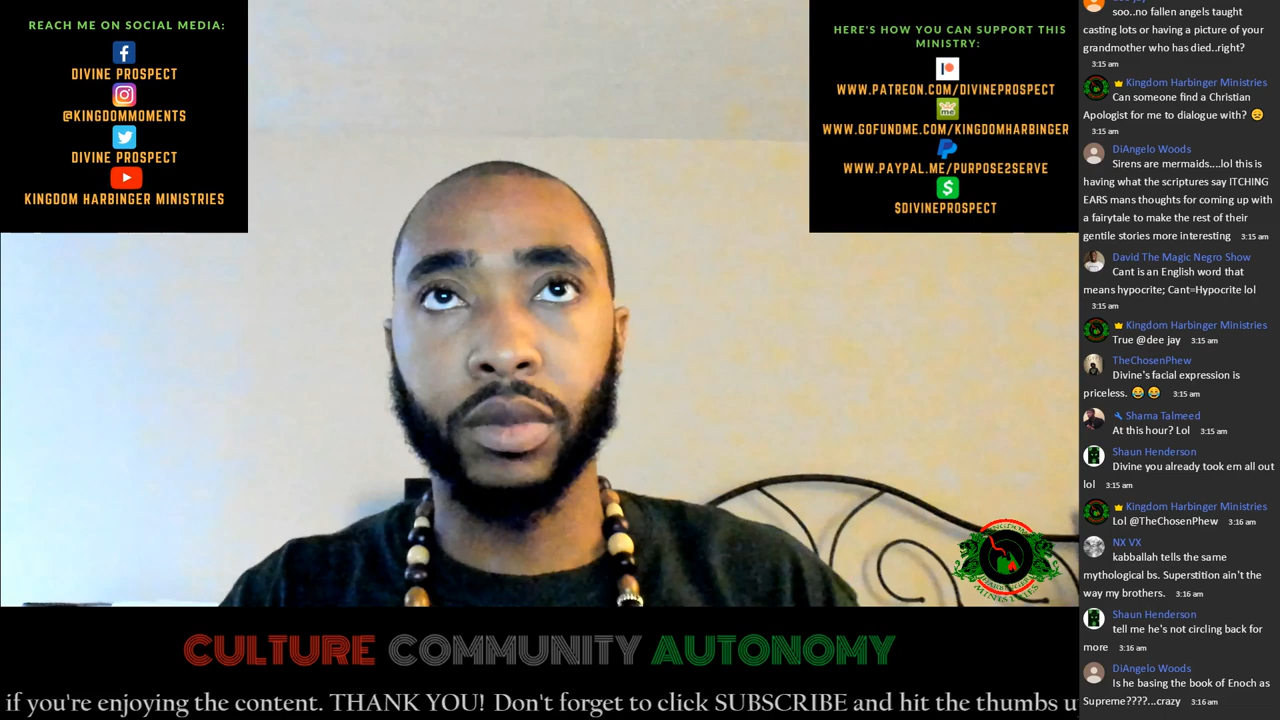 REACH ME ON SOCIAL MEDIA:
DIVINE PROSPECT
@KINGDOMMOMENTS
DIVINE PROSPECT
KINGDOM HARBINGER MINISTRIES
HERE'S HOW YOU CAN SUPPORT THIS
MINISTRY:
WWW.PATREON.COM/DIVINEPROSPECT
me
WWW.GOFUNDME.COM/KINGDOMHARBINGER
WWW.PAYPAL.ME/PURPOSE2SERVE
$DIVINEPROSPECT
soo..no fallen angels taught
casting lots or having a picture of your
grandmother who has died..right?
3:15 am
Kingdom Harbinger Ministries
Can someone find a Christian
Apologist for me to dialogue with? 😞
3:15 am
DiAngelo Woods
Sirens are mermaids....lol this is
having what the scriptures say ITCHING
EARS mans thoughts for coming up with
a fairytale to make the rest of their
gentile stories more interesting 3:15 am
David The Magic Negro Show
Cant is an English word that
means hypocrite; Cant=Hypocrite lol
3:15 am
Kingdom Harbinger Ministries
True @dee jay 3:15 am
TheChosenPhew
Divine's facial expression is
priceless. 😂 😂 3:15 am
Shama Talmeed
At this hour? Lol 3:15 am
Shaun Henderson
Divine you already took em all out
lol 3:15 am
Kingdom Harbinger Ministries
Lol @TheChosenPhew 3:16 am
NX VX
kabballah tells the same
mythological bs. Superstition ain't the
way my brothers. 3:16 am
Shaun Henderson
tell me he's not circling back for
more 3:16 am
DiAngelo Woods
Is he basing the book of Enoch as
Supreme????...crazy 3:16 am
KINGDOM
HARBINGER
MINISTRIES
CULTURE COMMUNITY AUTONOMY
if you're enjoying the content. THANK YOU! Don't forget to click SUBSCRIBE and hit the thumbs u